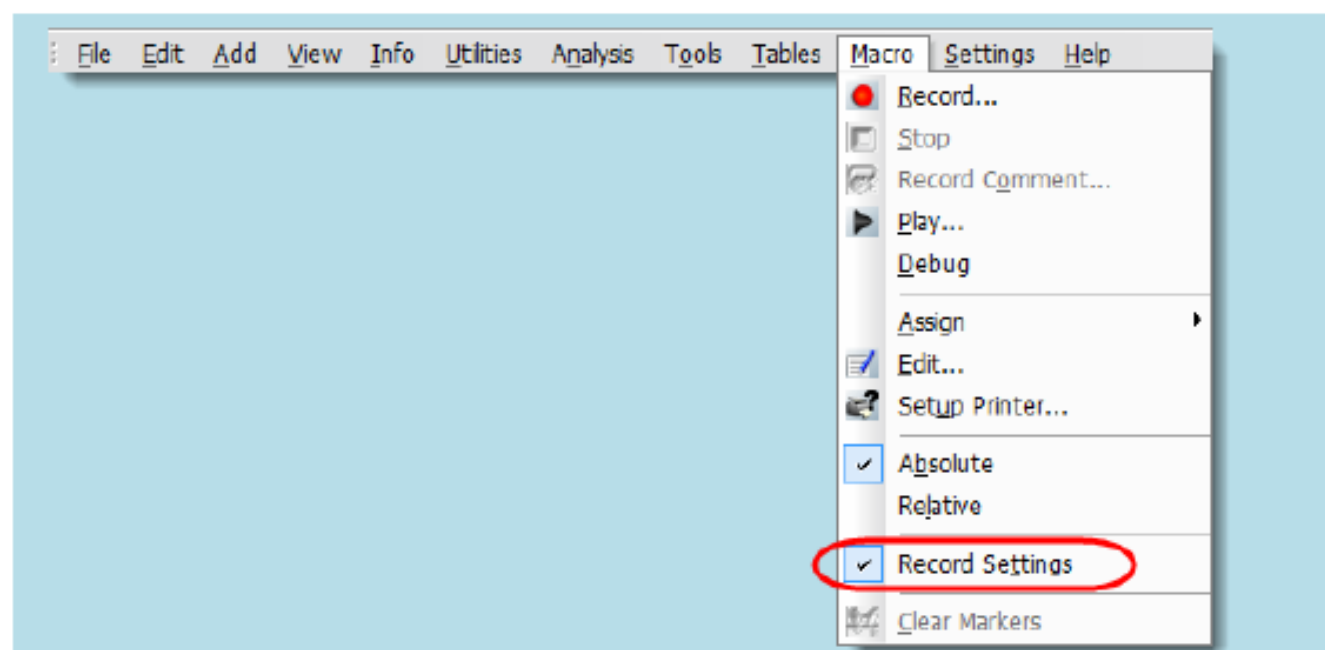 File Edit Add View Info Utilities Analysis Tools Tables Macro Settings Help
Record...
Stop
Record Comment...
Play...
Debug
Assign
Edit...
Setup Printer...
Absolute
Relative
Record Settings
Clear Markers